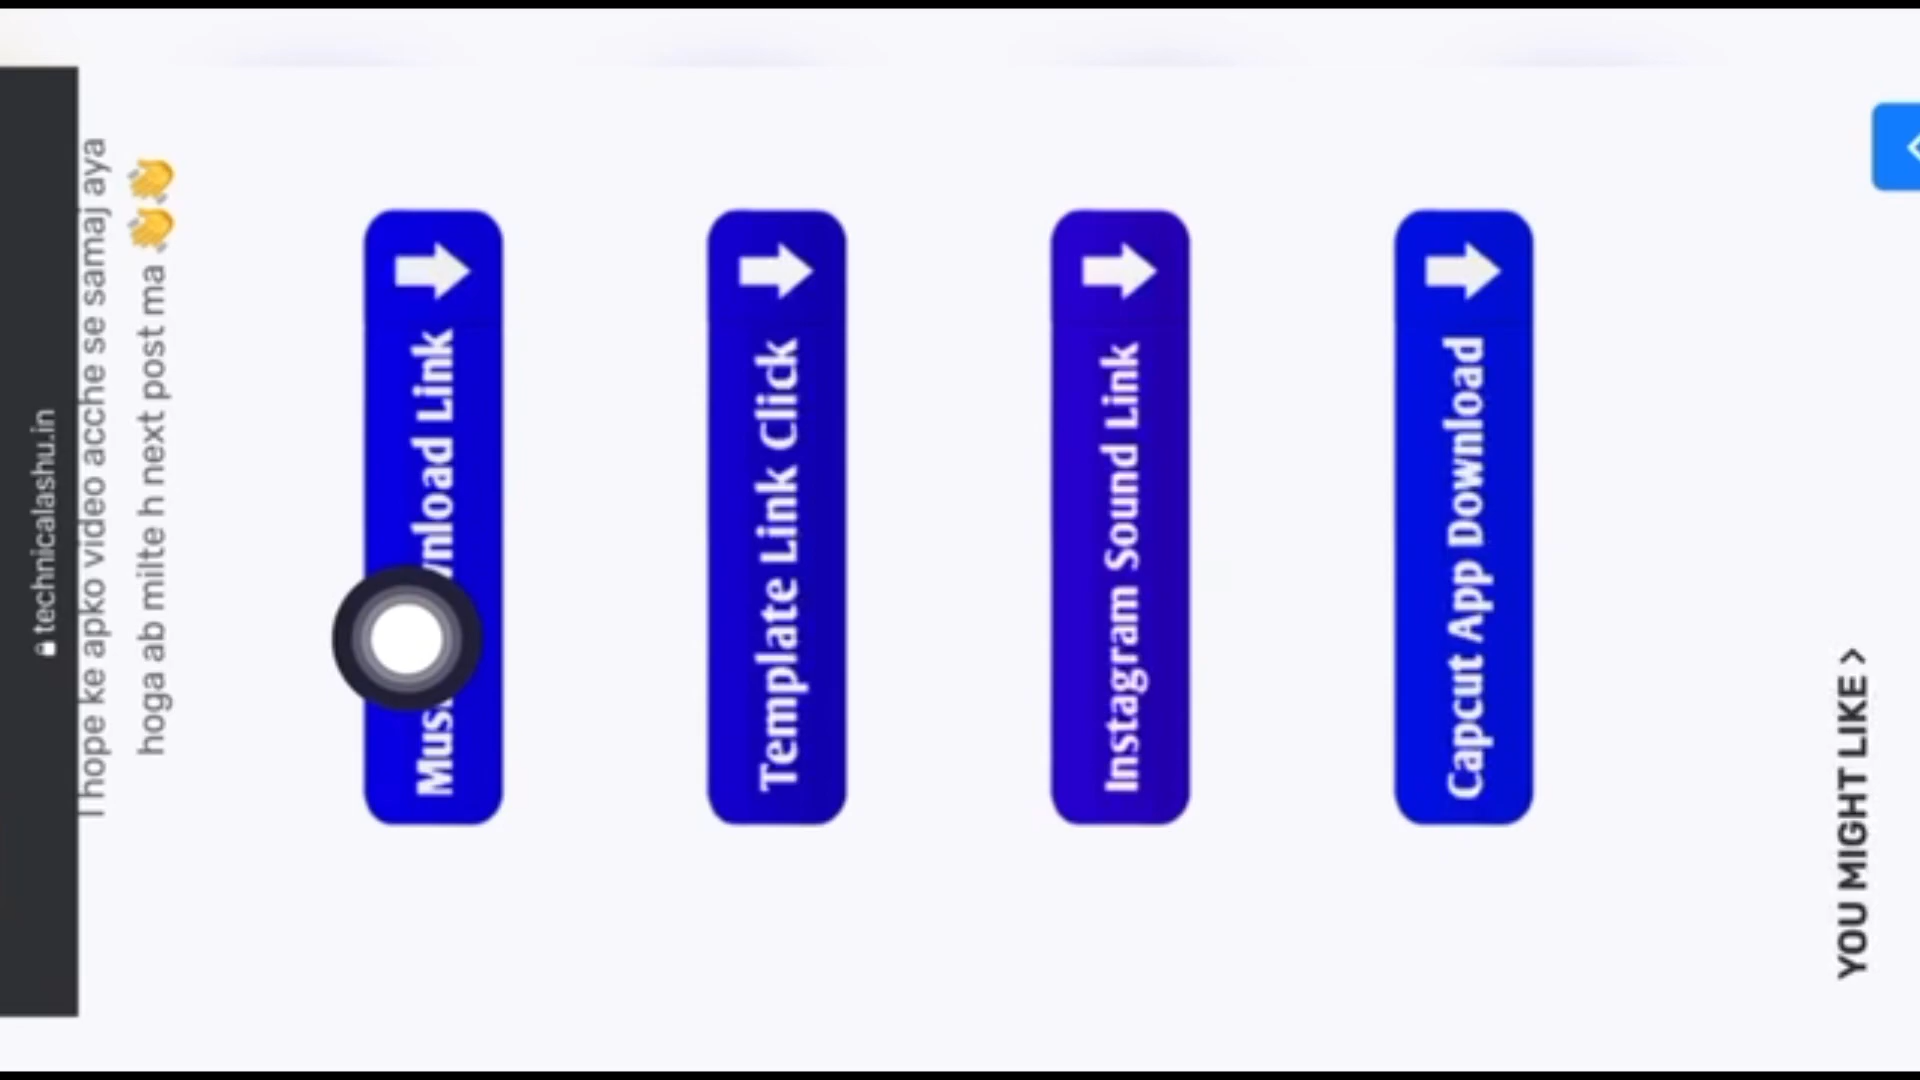 technicalashu.in
I hope ke apko video acche se samaj aya
hoga ab milte h next post ma 👏👏
Mus wnload Link
Template Link Click
Instagram Sound Link
Capcut App Download
YOU MIGHT LIKE >